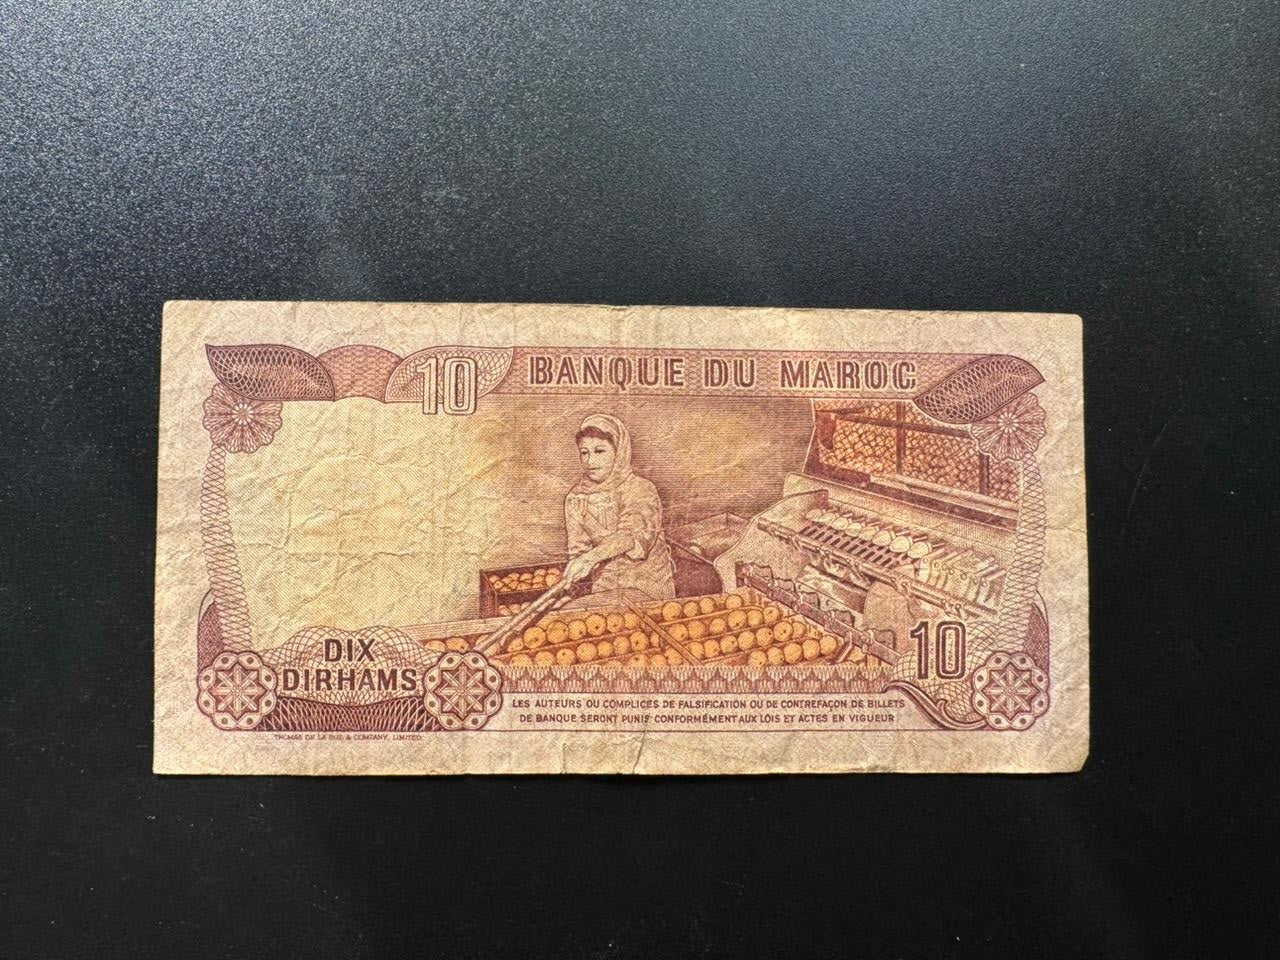 10 BANQUE DU MAROC
10
DIX
DIRHAMS
LES AUTEURS OU COMPLICES DE FALSIFICATION OU DE CONTREFAÇON DE BILLETS
DE BANQUE SERONT PUNIS CONFORMÉMENT AUX LOIS ET ACTES EN VIGUEUR
THOMAS DE LA RUE & COMPANY, LIMITED.